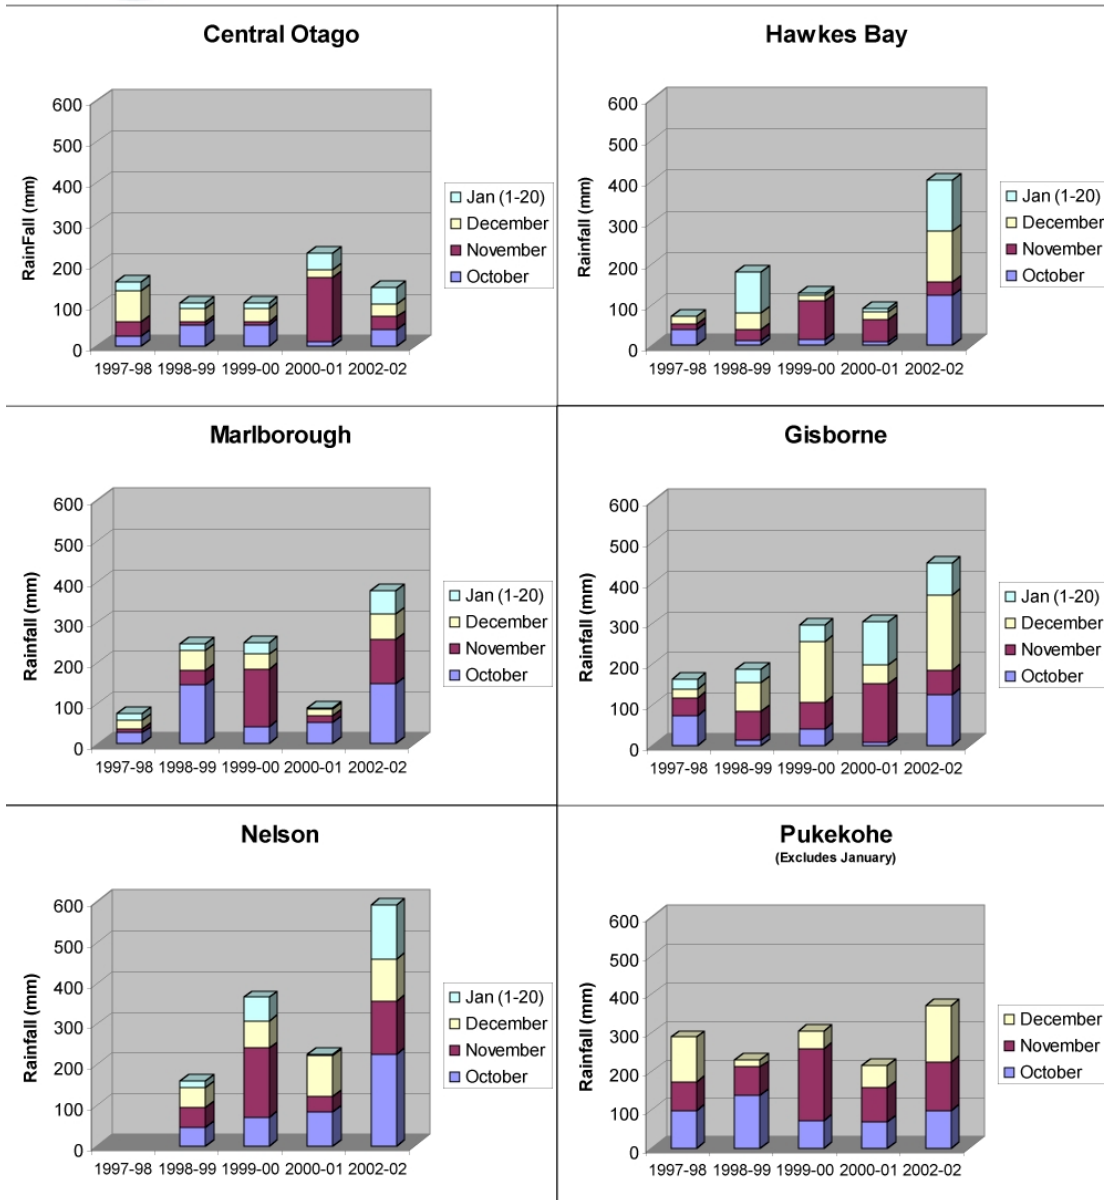 Central Otago
RainFall (mm)
600
500
400
300
200
100
0
1997-98 1998-99 1999-00 2000-01 2002-02
Jan (1-20)
December
November
October
Hawkes Bay
Rainfall (mm)
600
500
400
300
200
100
0
1997-98 1998-99 1999-00 2000-01 2002-02
Jan (1-20)
December
November
October
Marlborough
Rainfall (mm)
600
500
400
300
200
100
0
1997-98 1998-99 1999-00 2000-01 2002-02
Jan (1-20)
December
November
October
Gisborne
Rainfall (mm)
600
500
400
300
200
100
0
1997-98 1998-99 1999-00 2000-01 2002-02
Jan (1-20)
December
November
October
Nelson
Rainfall (mm)
600
500
400
300
200
100
0
1997-98 1998-99 1999-00 2000-01 2002-02
Jan (1-20)
December
November
October
Pukekohe
(Excludes January)
Rainfall (mm)
600
500
400
300
200
100
0
1997-98 1998-99 1999-00 2000-01 2002-02
December
November
October